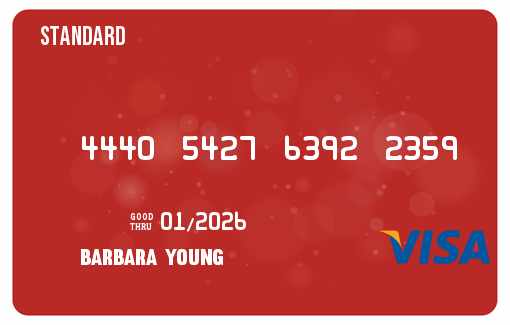 STANDARD
4440 5427 6392 2359
GOOD THRU 01/2026
BARBARA YOUNG
VISA